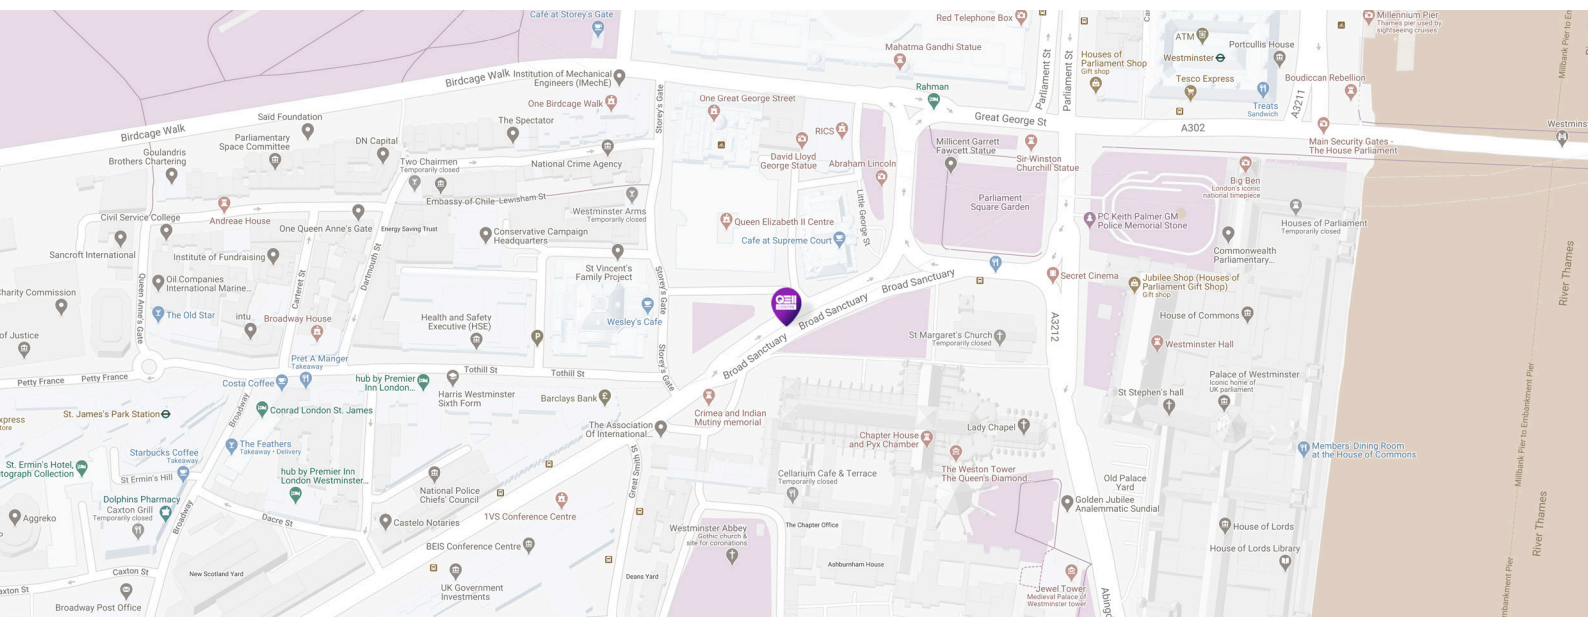 Café at Storey's Gate
Red Telephone Box
Millennium Pier
Thames pier used by
sightseeing cruises
Mahatma Gandhi Statue
Parliament St
Parliament St
Houses of
Parliament Shop
Gift shop
ATM
Portcullis House
Westminster
Tesco Express
Treats
Sandwich
Boudiccan Rebellion
A3211
Millbank Pier to En
Birdcage Walk
Institution of Mechanical
Engineers (IMechE)
One Birdcage Walk
Storey's Gate
One Great George Street
Rahman
Great George St
A302
Main Security Gates -
The House Parliament
Westmins
Birdcage Walk
Said Foundation
Parliamentary
Space Committee
The Spectator
DN Capital
Goulandris
Brothers Chartering
Two Chairmen
Temporarily closed
National Crime Agency
RICS
David Lloyd
George Statue
Abraham Lincoln
Millicent Garrett
Fawcett Statue
Sir Winston
Churchill Statue
Big Ben
London's iconic
national timepiece
Embassy of Chile
Lewisham St
Westminster Arms
Temporarily closed
Little George St
Parliament
Square Garden
PC Keith Palmer GM
Police Memorial Stone
Houses of Parliament
Temporarily closed
Civil Service College
Andreae House
One Queen Anne's Gate
Energy Saving Trust
Conservative Campaign
Headquarters
Queen Elizabeth II Centre
Cafe at Supreme Court
Commonwealth
Parliamentary...
Sancroft International
Institute of Fundraising
Dartmouth St
St Vincent's
Family Project
Storey's Gate
Broad Sanctuary
Secret Cinema
Jubilee Shop (Houses of
Parliament Gift Shop)
Gift shop
River Thames
Queen Anne's Gate
Oil Companies
International Marine...
Carteret St
harity Commission
The Old Star
intu
Broadway House
Health and Safety
Executive (HSE)
Wesley's Cafe
QEII
Broad Sanctuary
House of Commons
of Justice
P
St Margaret's Church
Temporarily closed
A3212
Westminster Hall
Pret A Manger
Takeaway
Broad Sanctuary
Petty France
Petty France
Costa Coffee
hub by Premier
Inn London...
Tothill St
Tothill St
Storey's Gate
Palace of Westminster
Iconic home of
UK parliament
St Stephen's hall
Millbank Pier to Embankment Pier
Harris Westminster
Sixth Form
Barclays Bank
xpress
tore
St. James's Park Station
Broadway
Conrad London St. James
Crimea and Indian
Mutiny memorial
The Association
Of International...
Lady Chapel
Chapter House
and Pyx Chamber
The Feathers
Takeaway • Delivery
Members' Dining Room
at the House of Commons
Starbucks Coffee
Takeaway
St. Ermin's Hotel,
tograph Collection
St Ermin's Hill
hub by Premier Inn
London Westminster...
National Police
Chiefs' Council
Great Smith St
Cellarium Cafe & Terrace
Temporarily closed
The Weston Tower
The Queen's Diamond...
Old Palace
Yard
Golden Jubilee
Analemmatic Sundial
Dolphins Pharmacy
Caxton Grill
Temporarily closed
Broadway
Aggreko
Dacre St
Castelo Notaries
1VS Conference Centre
Westminster Abbey
Gothic church &
site for coronations
The Chapter Office
House of Lords
River Thames
BEIS Conference Centre
House of Lords Library
Caxton St
axton St
New Scotland Yard
Deans Yard
Ashburnham House
UK Government
Investments
Jewel Tower
Medieval Palace of
Westminster tower
Abingd
Broadway Post Office
mbankment Pier